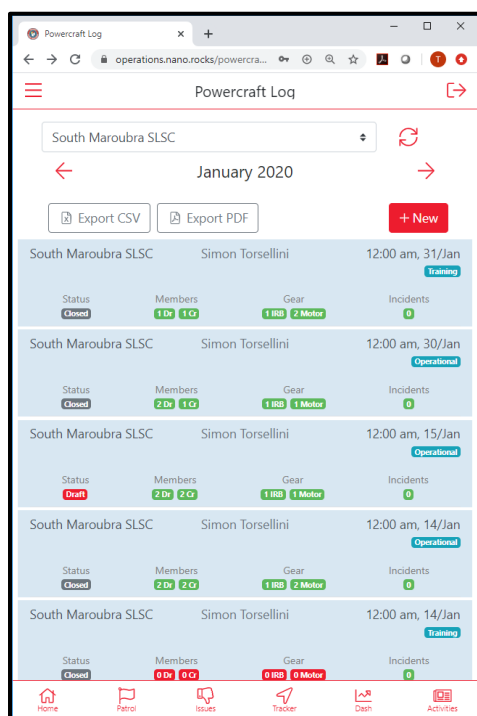 Powercraft Log
operations.nano.rocks/powercra...
T
Powercraft Log
South Maroubra SLSC
January 2020
Export CSV Export PDF + New
South Maroubra SLSC Simon Torsellini 12:00 am, 31/Jan
Training
Status Members Gear Incidents
Closed 1 Dr 1 Cr 1 IRB 2 Motor 0
South Maroubra SLSC Simon Torsellini 12:00 am, 30/Jan
Operational
Status Members Gear Incidents
Closed 2 Dr 1 Cr 1 IRB 1 Motor 0
South Maroubra SLSC Simon Torsellini 12:00 am, 15/Jan
Operational
Status Members Gear Incidents
Draft 2 Dr 2 Cr 1 IRB 1 Motor 0
South Maroubra SLSC Simon Torsellini 12:00 am, 14/Jan
Operational
Status Members Gear Incidents
Closed 2 Dr 2 Cr 1 IRB 2 Motor 0
South Maroubra SLSC Simon Torsellini 12:00 am, 14/Jan
Training
Status Members Gear Incidents
Closed 0 Dr 0 Cr 0 IRB 0 Motor 0
Home Patrol Issues Tracker Dash Activities